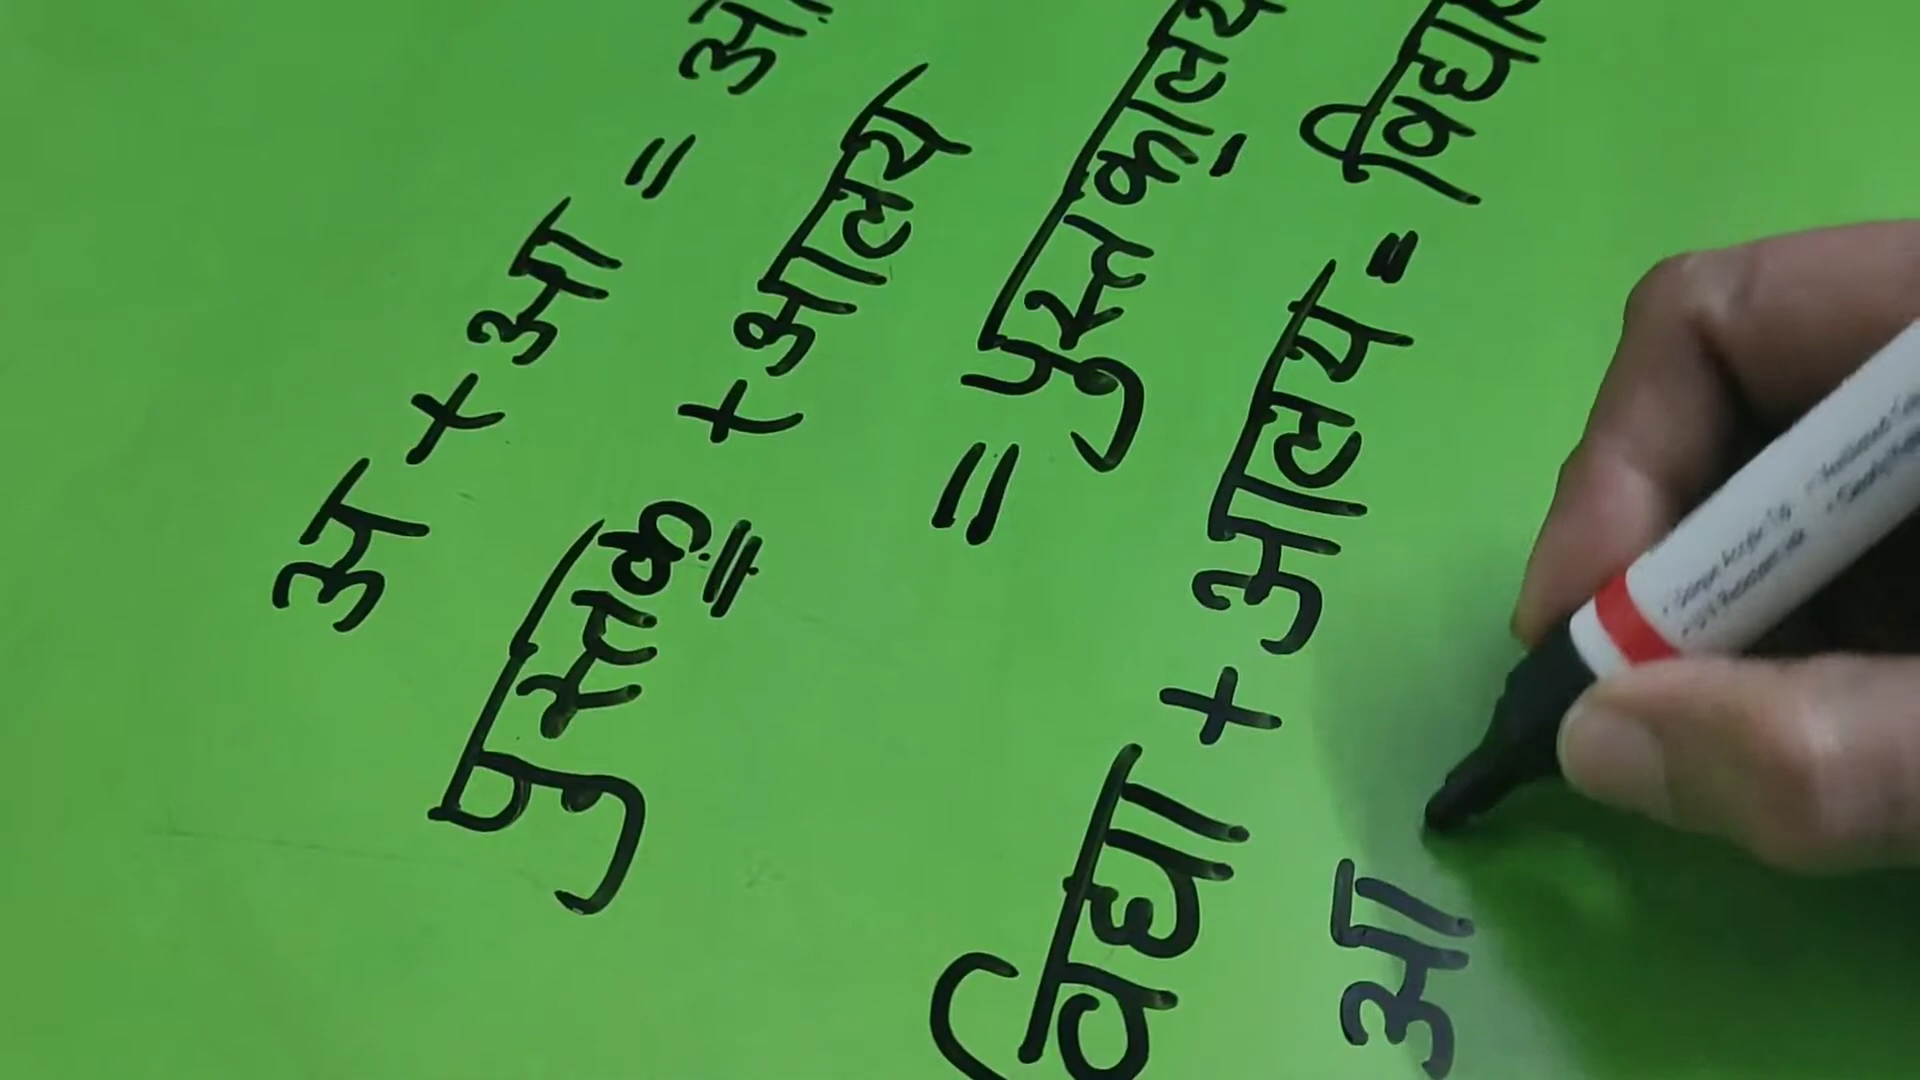 अ + आ = आ
पुस्तक + आलय
= पुस्तकालय
विद्या + आलय =
आ